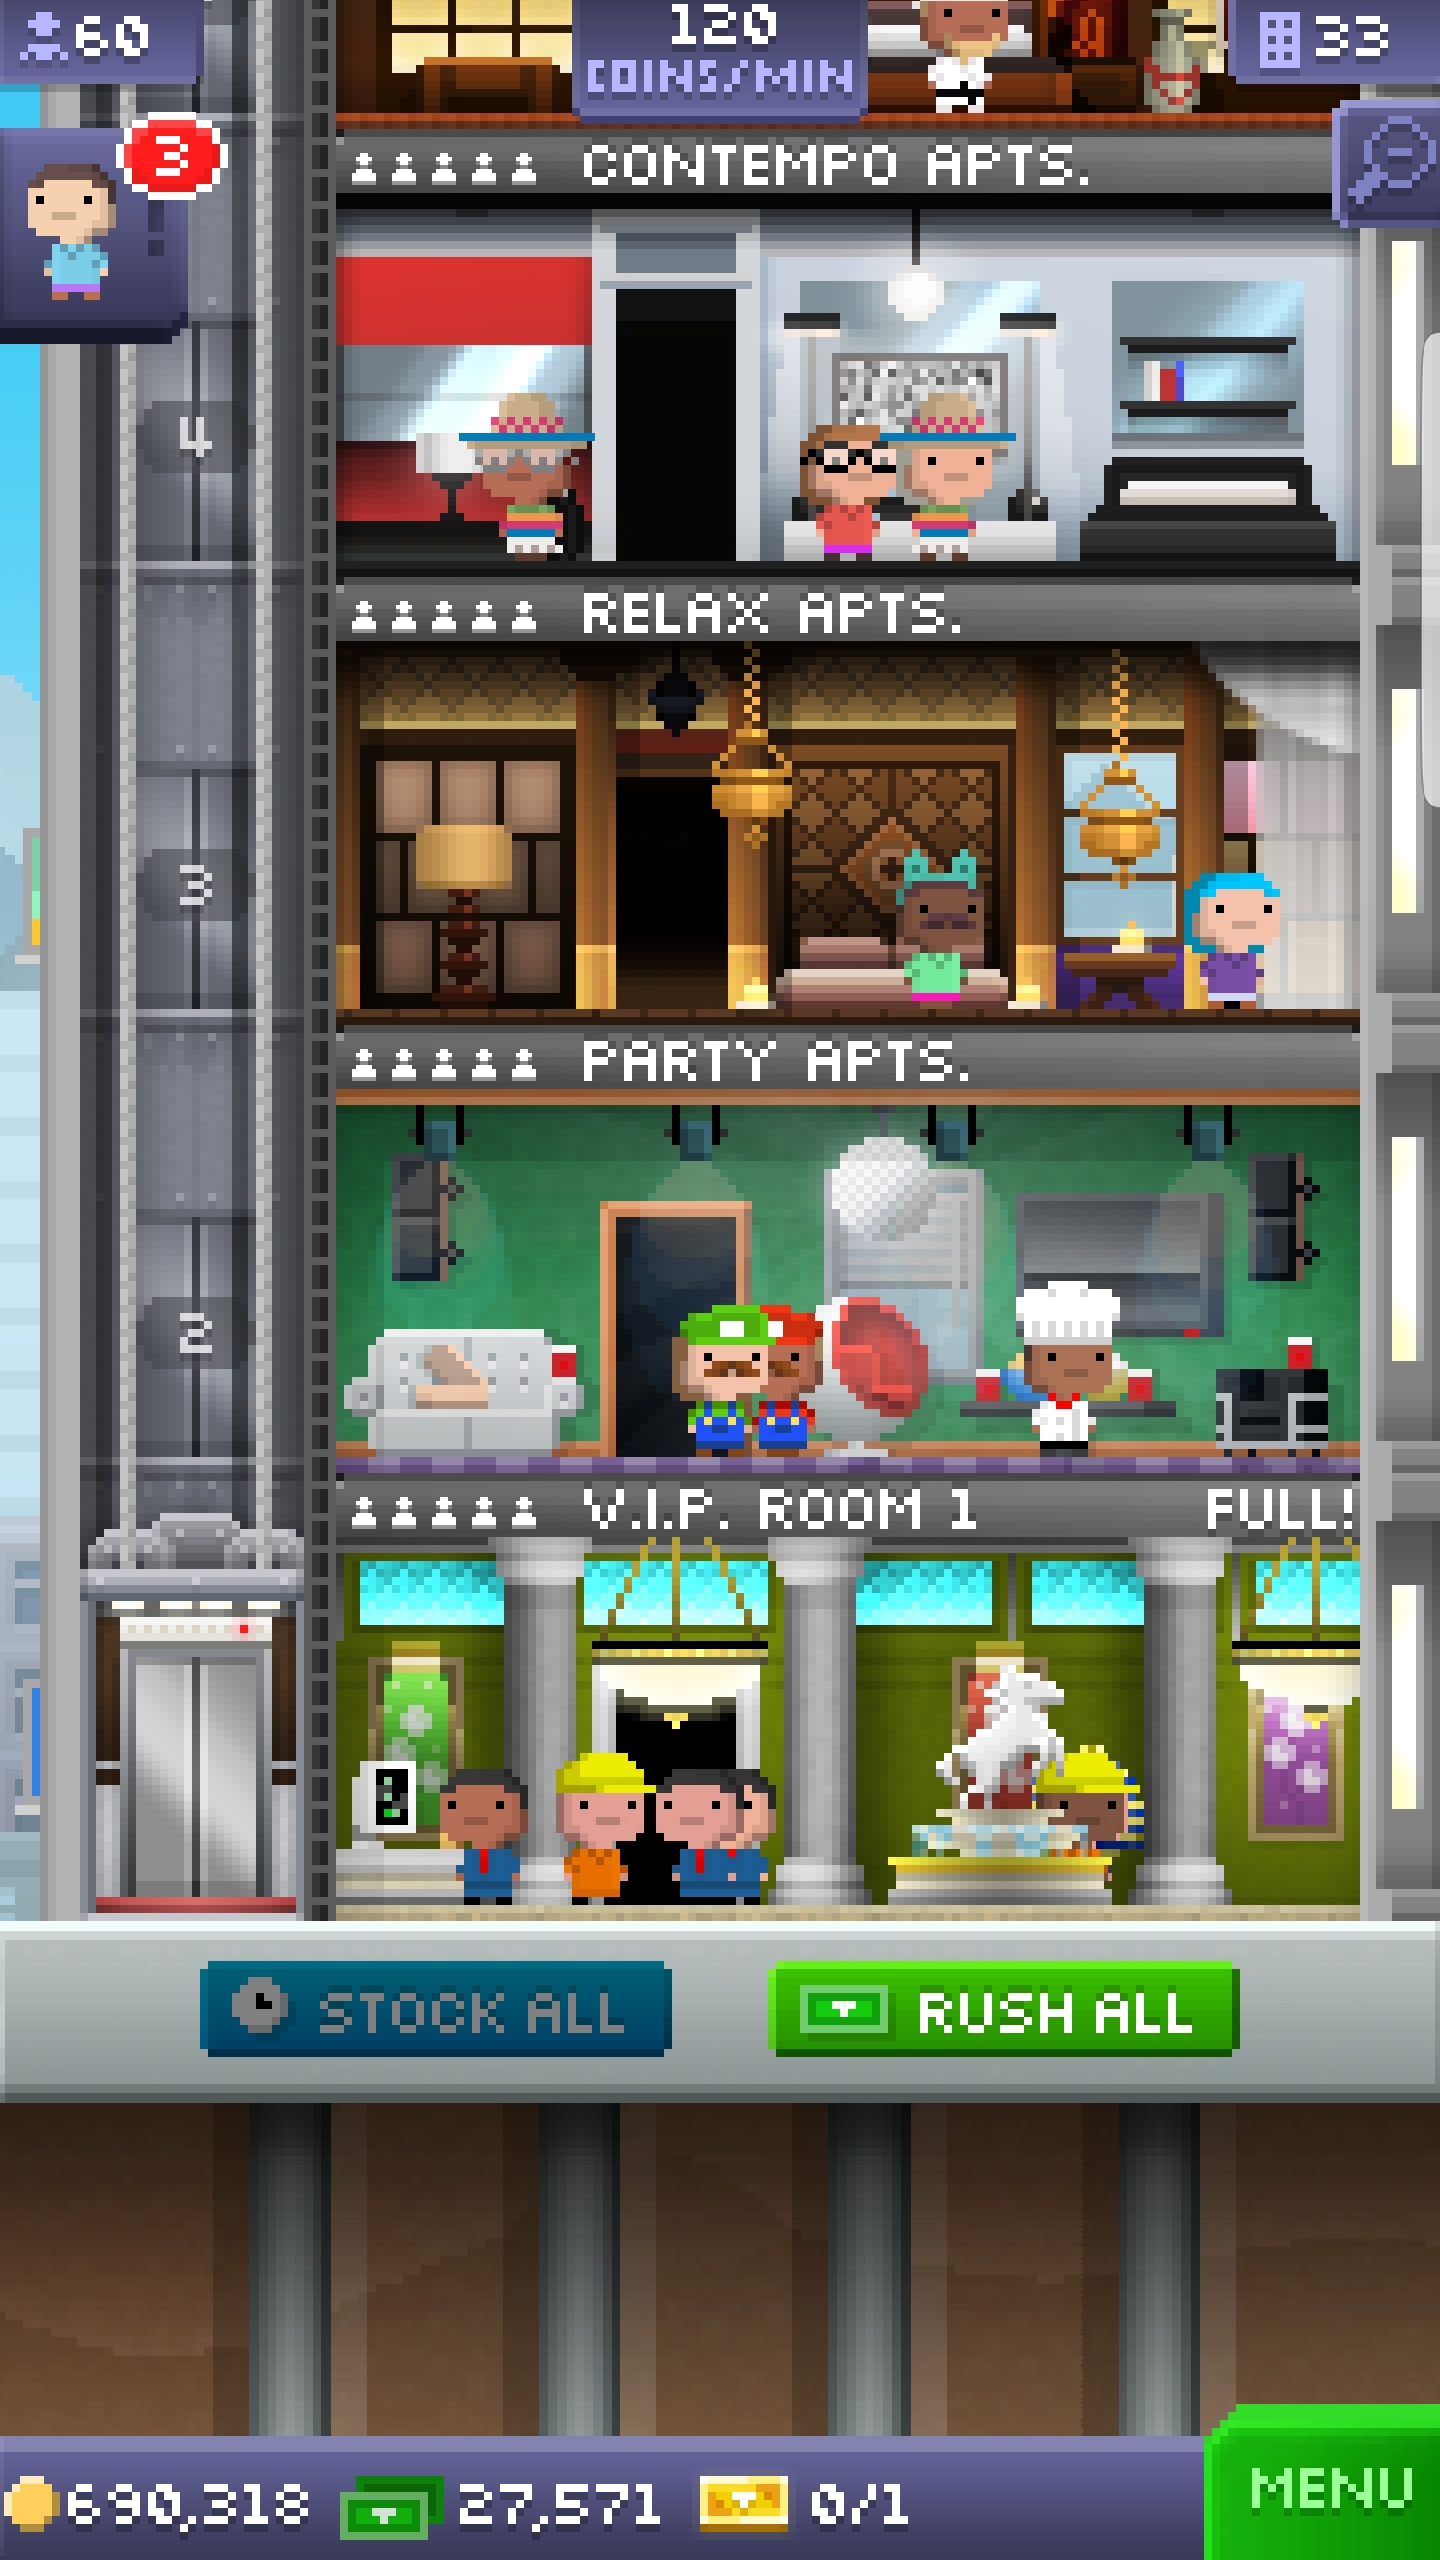 60
120
COINS/MIN
33
3
CONTEMPO APTS.
4
RELAX APTS.
3
PARTY APTS.
2
V.I.P. ROOM 1 FULL!
STOCK ALL
RUSH ALL
MENU
690,318 27,571 0/1